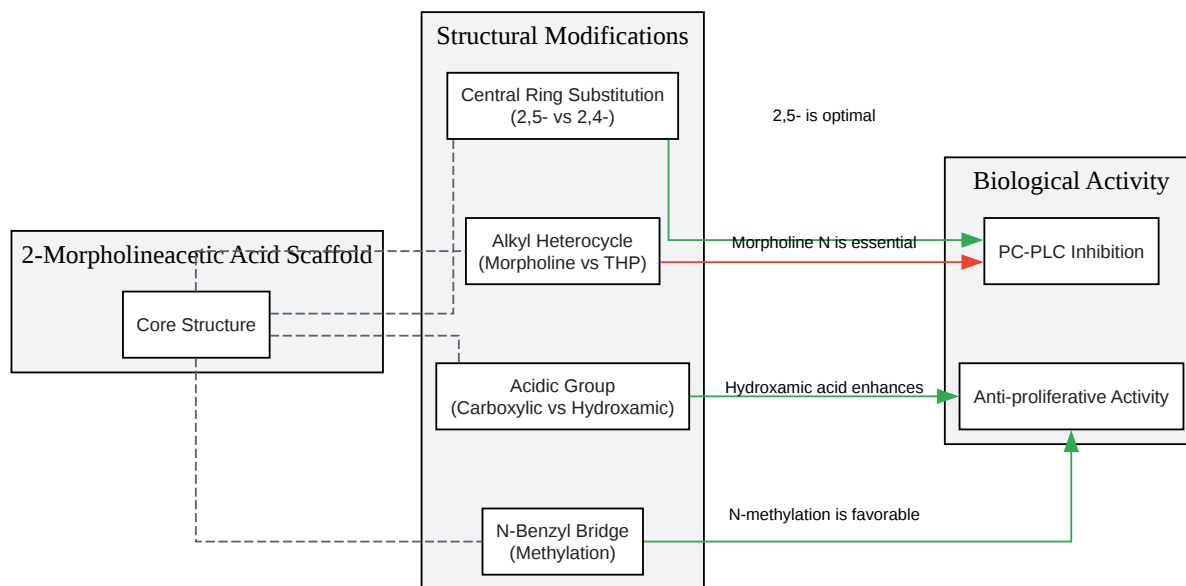 Structural Modifications
Central Ring Substitution
(2,5- vs 2,4-)
2,5- is optimal
Biological Activity
2-Morpholineacetic Acid Scaffold
Alkyl Heterocycle
(Morpholine vs THP)
Morpholine N is essential
PC-PLC Inhibition
Core Structure
Acidic Group
(Carboxylic vs Hydroxamic)
Hydroxamic acid enhances
Anti-proliferative Activity
N-Benzyl Bridge
(Methylation)
N-methylation is favorable